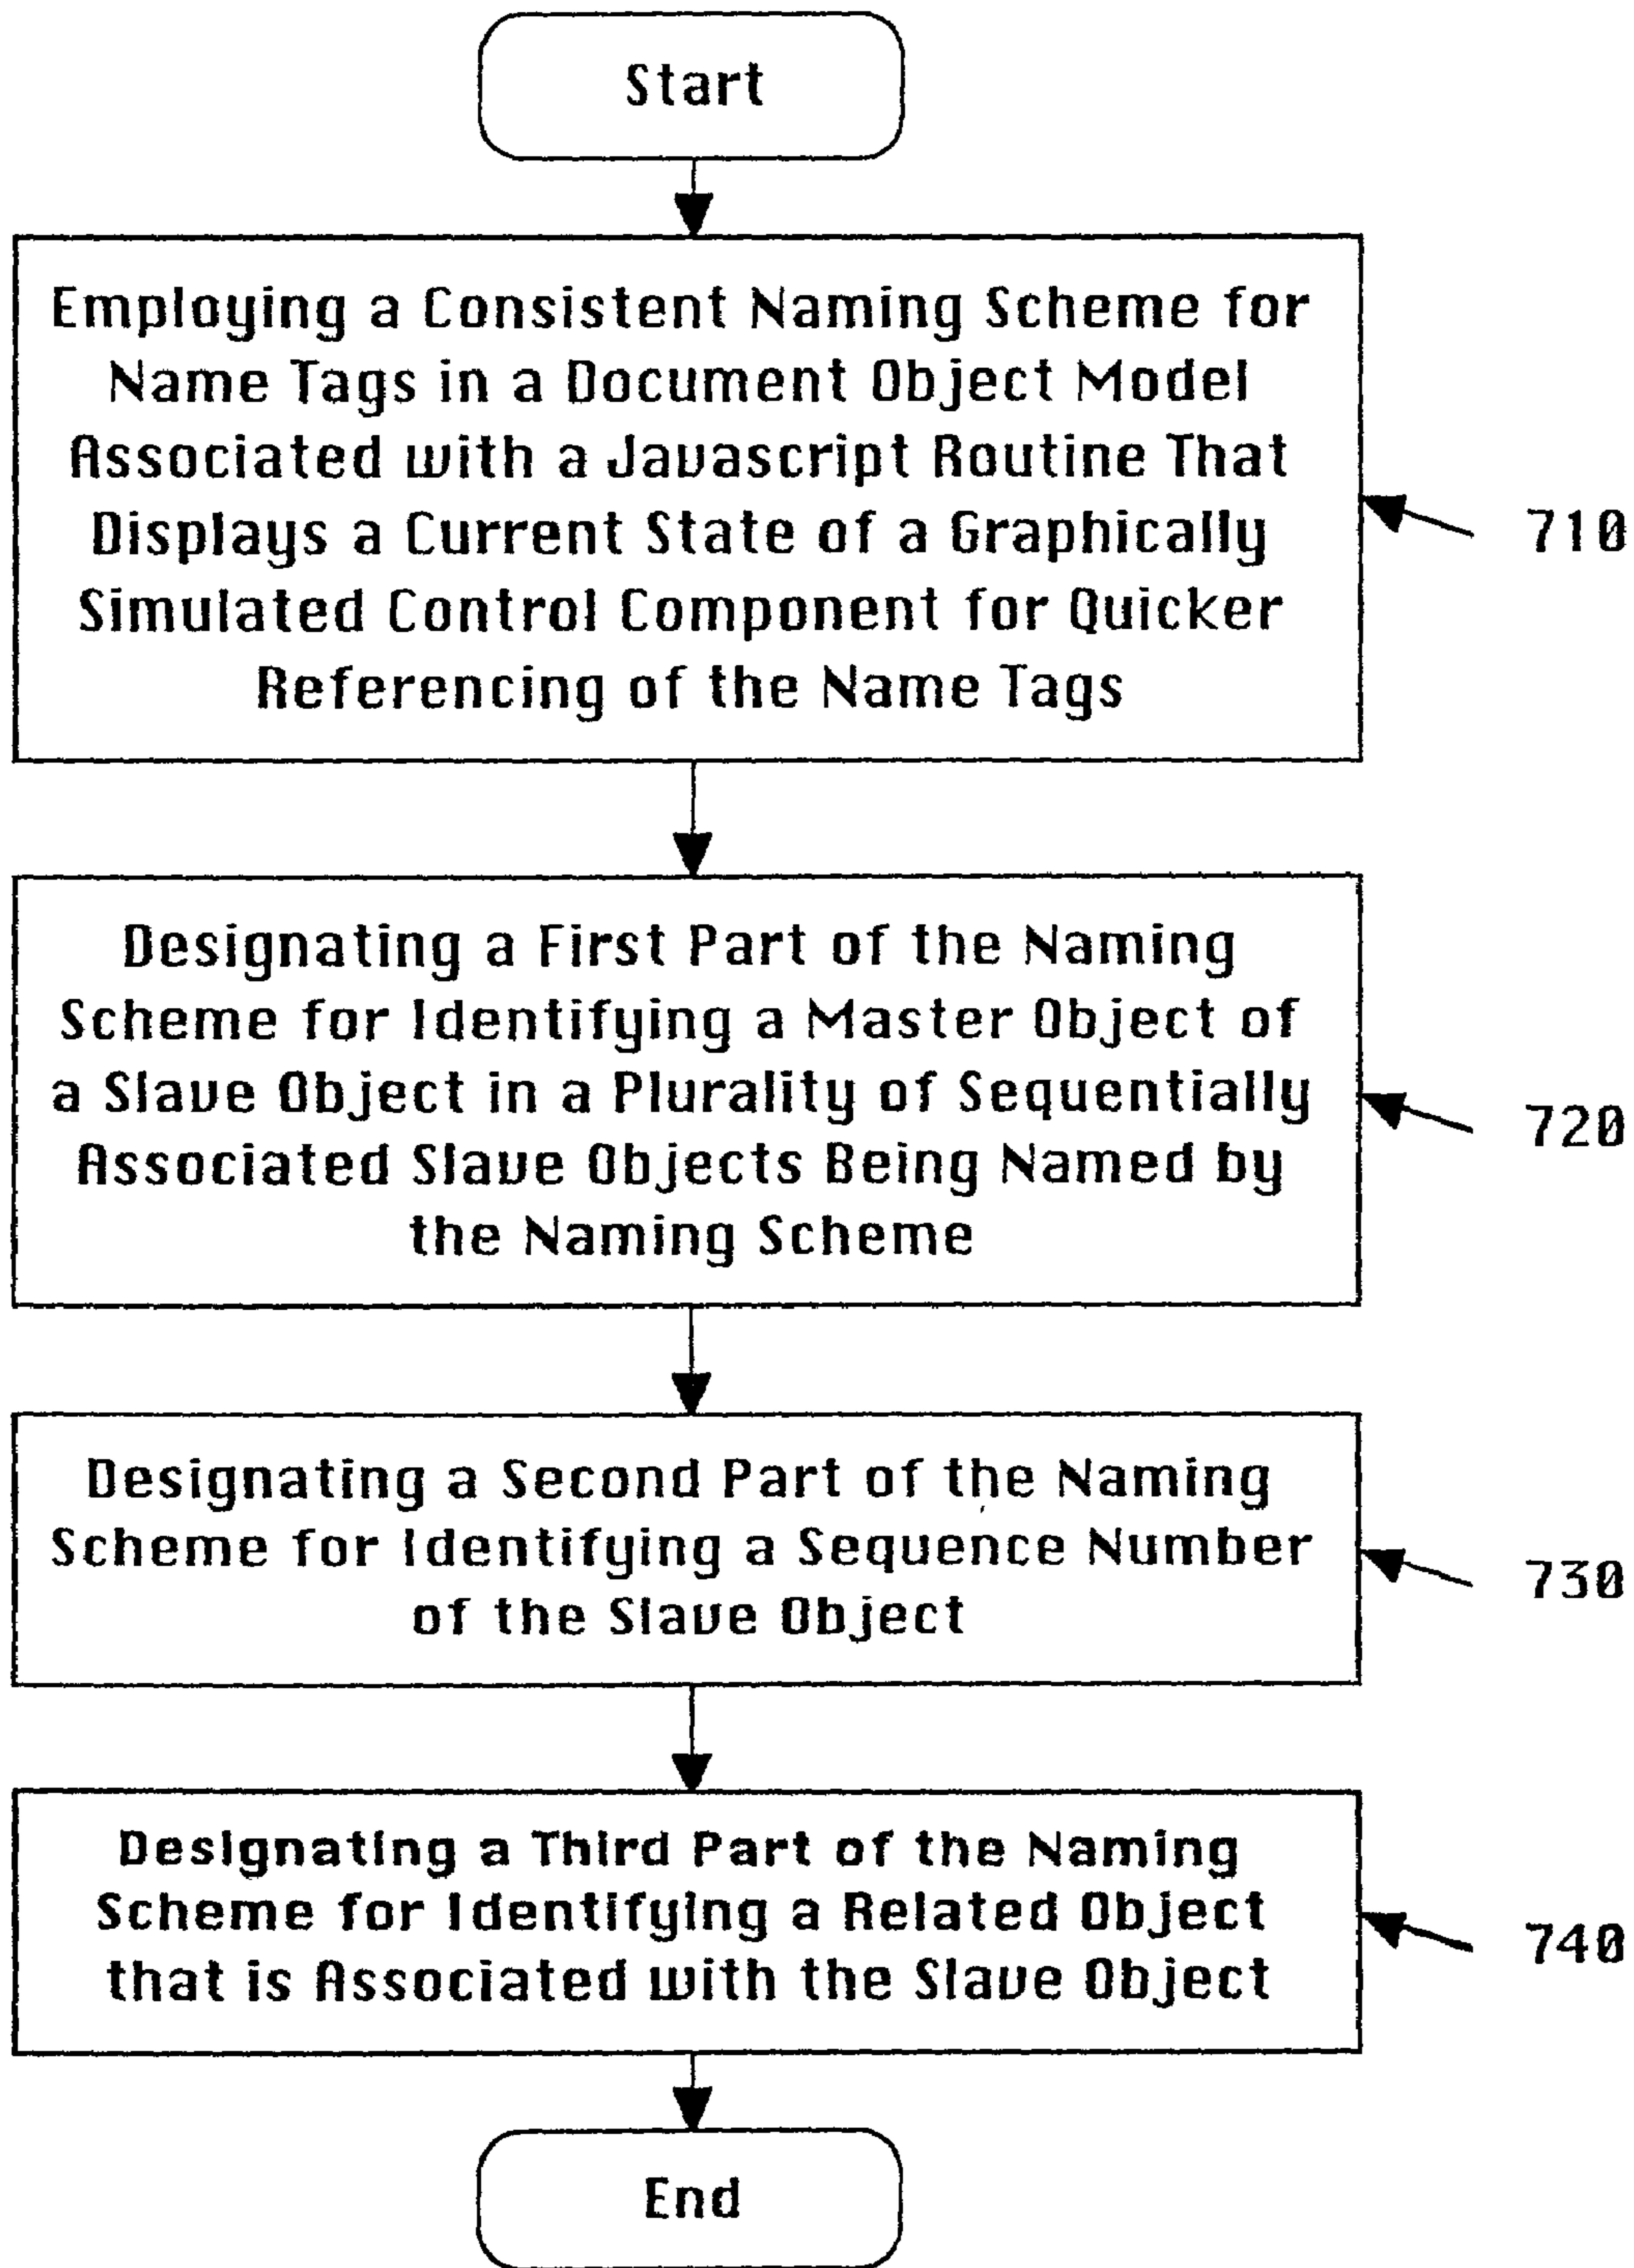 Start
Employing a Consistent Naming Scheme for
Name Tags in a Document Object Model
Associated with a Javascript Routine That
Displays a Current State of a Graphically
Simulated Control Component for Quicker
Referencing of the Name Tags
710
Designating a First Part of the Naming
Scheme for Identifying a Master Object of
a Slave Object in a Plurality of Sequentially
Associated Slave Objects Being Named by
the Naming Scheme
720
Designating a Second Part of the Naming
Scheme for Identifying a Sequence Number
of the Slave Object
730
Designating a Third Part of the Naming
Scheme for Identifying a Related Object
that is Associated with the Slave Object
740
End